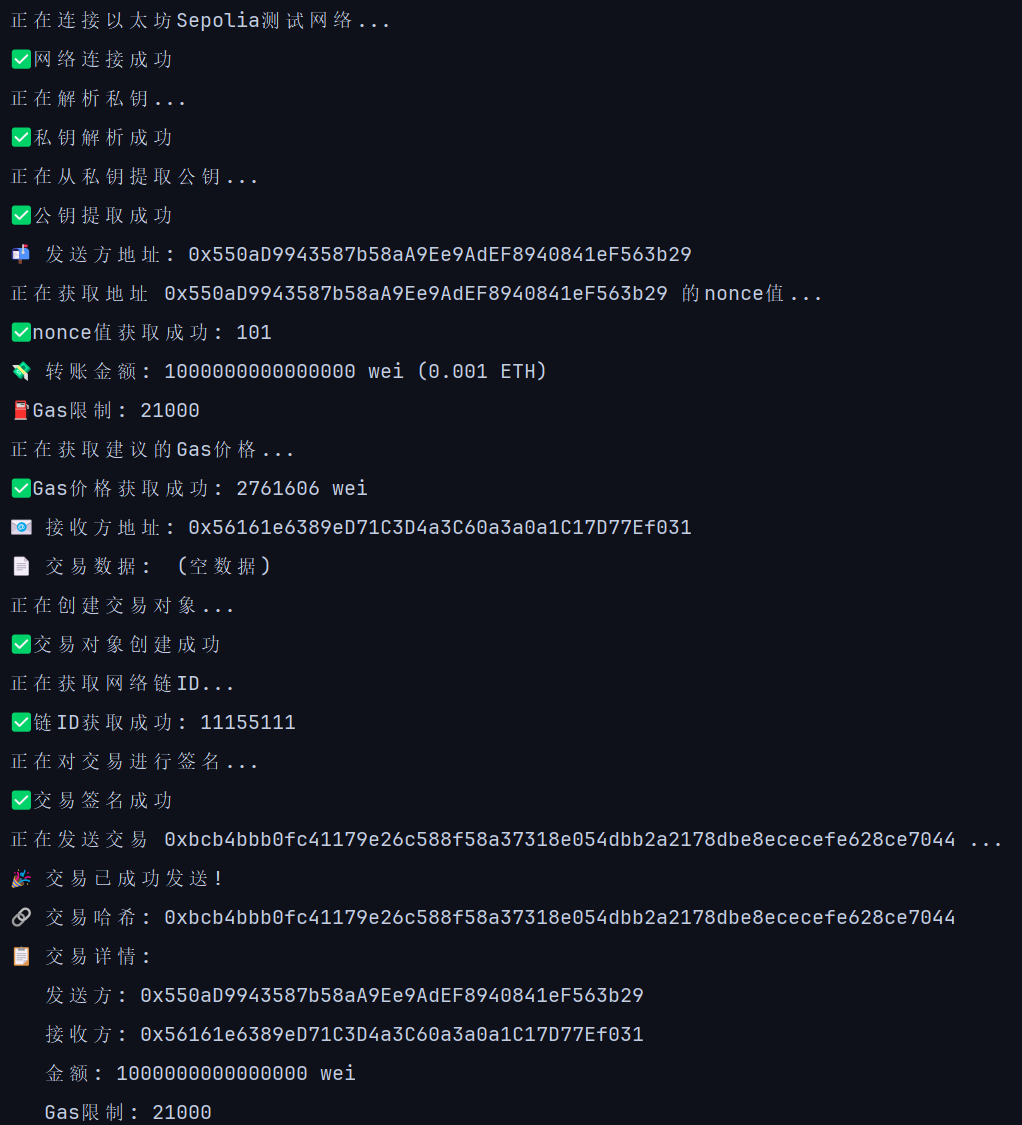 正在连接以太坊Sepolia测试网络...
✅网络连接成功
正在解析私钥...
✅私钥解析成功
正在从私钥提取公钥...
✅公钥提取成功
📬 发送方地址: 0x550aD9943587b58aA9Ee9AdEF8940841eF563b29
正在获取地址 0x550aD9943587b58aA9Ee9AdEF8940841eF563b29 的nonce值...
✅nonce值获取成功: 101
💸 转账金额: 1000000000000000 wei (0.001 ETH)
⛽Gas限制: 21000
正在获取建议的Gas价格...
✅Gas价格获取成功: 2761606 wei
📧 接收方地址: 0x56161e6389eD71C3D4a3C60a3a0a1C17D77Ef031
📄 交易数据:  (空数据)
正在创建交易对象...
✅交易对象创建成功
正在获取网络链ID...
✅链ID获取成功: 11155111
正在对交易进行签名...
✅交易签名成功
正在发送交易 0xbcb4bbb0fc41179e26c588f58a37318e054dbb2a2178dbe8ececefe628ce7044 ...
🎉 交易已成功发送!
🔗 交易哈希: 0xbcb4bbb0fc41179e26c588f58a37318e054dbb2a2178dbe8ececefe628ce7044
📋 交易详情:
发送方: 0x550aD9943587b58aA9Ee9AdEF8940841eF563b29
接收方: 0x56161e6389eD71C3D4a3C60a3a0a1C17D77Ef031
金额: 1000000000000000 wei
Gas限制: 21000